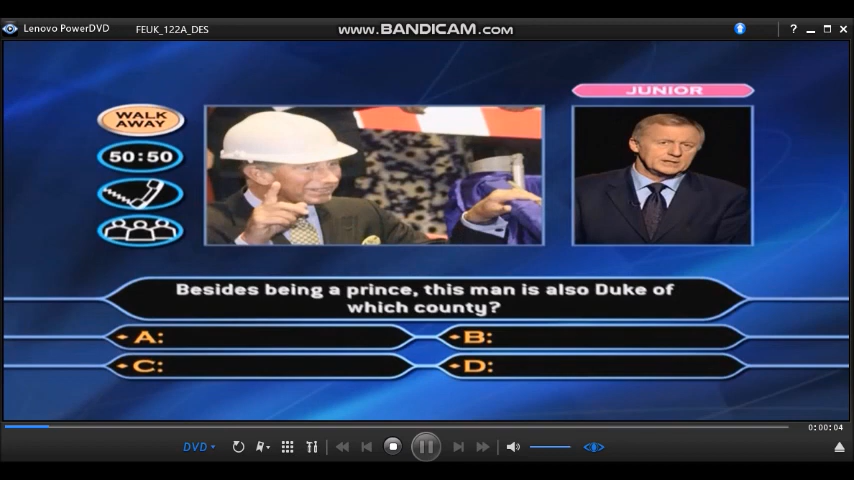 Lenovo PowerDVD
FEUK_122A_DES
www.BANDICAM.com
?
JUNIOR
WALK
AWAY
50:50
Besides being a prince, this man is also Duke of
which county?
A:
B:
C:
D:
0:00:04
DVD